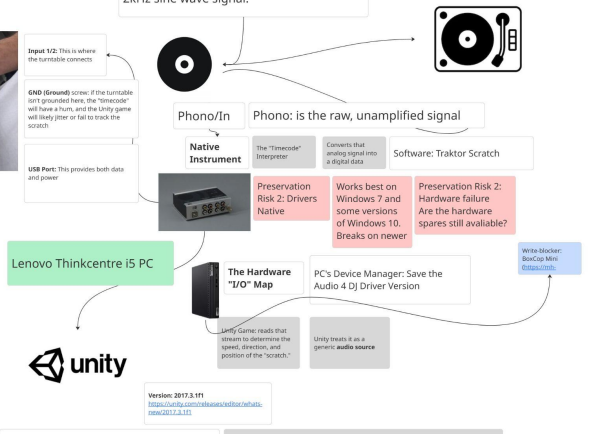 2kHz sine wave signal.
Input 1/2: This is where
the turntable connects
GND (Ground) screw: if the turntable
isn't grounded here, the "timecode"
will have a hum, and the Unity game
will likely jitter or fail to track the
scratch
USB Port: This provides both data
and power
Phono/In
Phono: is the raw, unamplified signal
Native
Instrument
The "Timecode"
Interpreter
Converts that
analog signal into
a digital data
Software: Traktor Scratch
Preservation
Risk 2: Drivers
Native
Works best on
Windows 7 and
some versions
of Windows 10.
Breaks on newer
Preservation Risk 2:
Hardware failure
Are the hardware
spares still avaliable?
Lenovo Thinkcentre i5 PC
The Hardware
"I/O" Map
PC's Device Manager: Save the
Audio 4 DJ Driver Version
Write-blocker:
BoxCop Mini
(https://mh-
Unity Game: reads that
stream to determine the
speed, direction, and
position of the "scratch."
Unity treats it as a
generic audio source
unity
Version: 2017.3.1f1
https://unity.com/releases/editor/whats-
new/2017.3.1f1